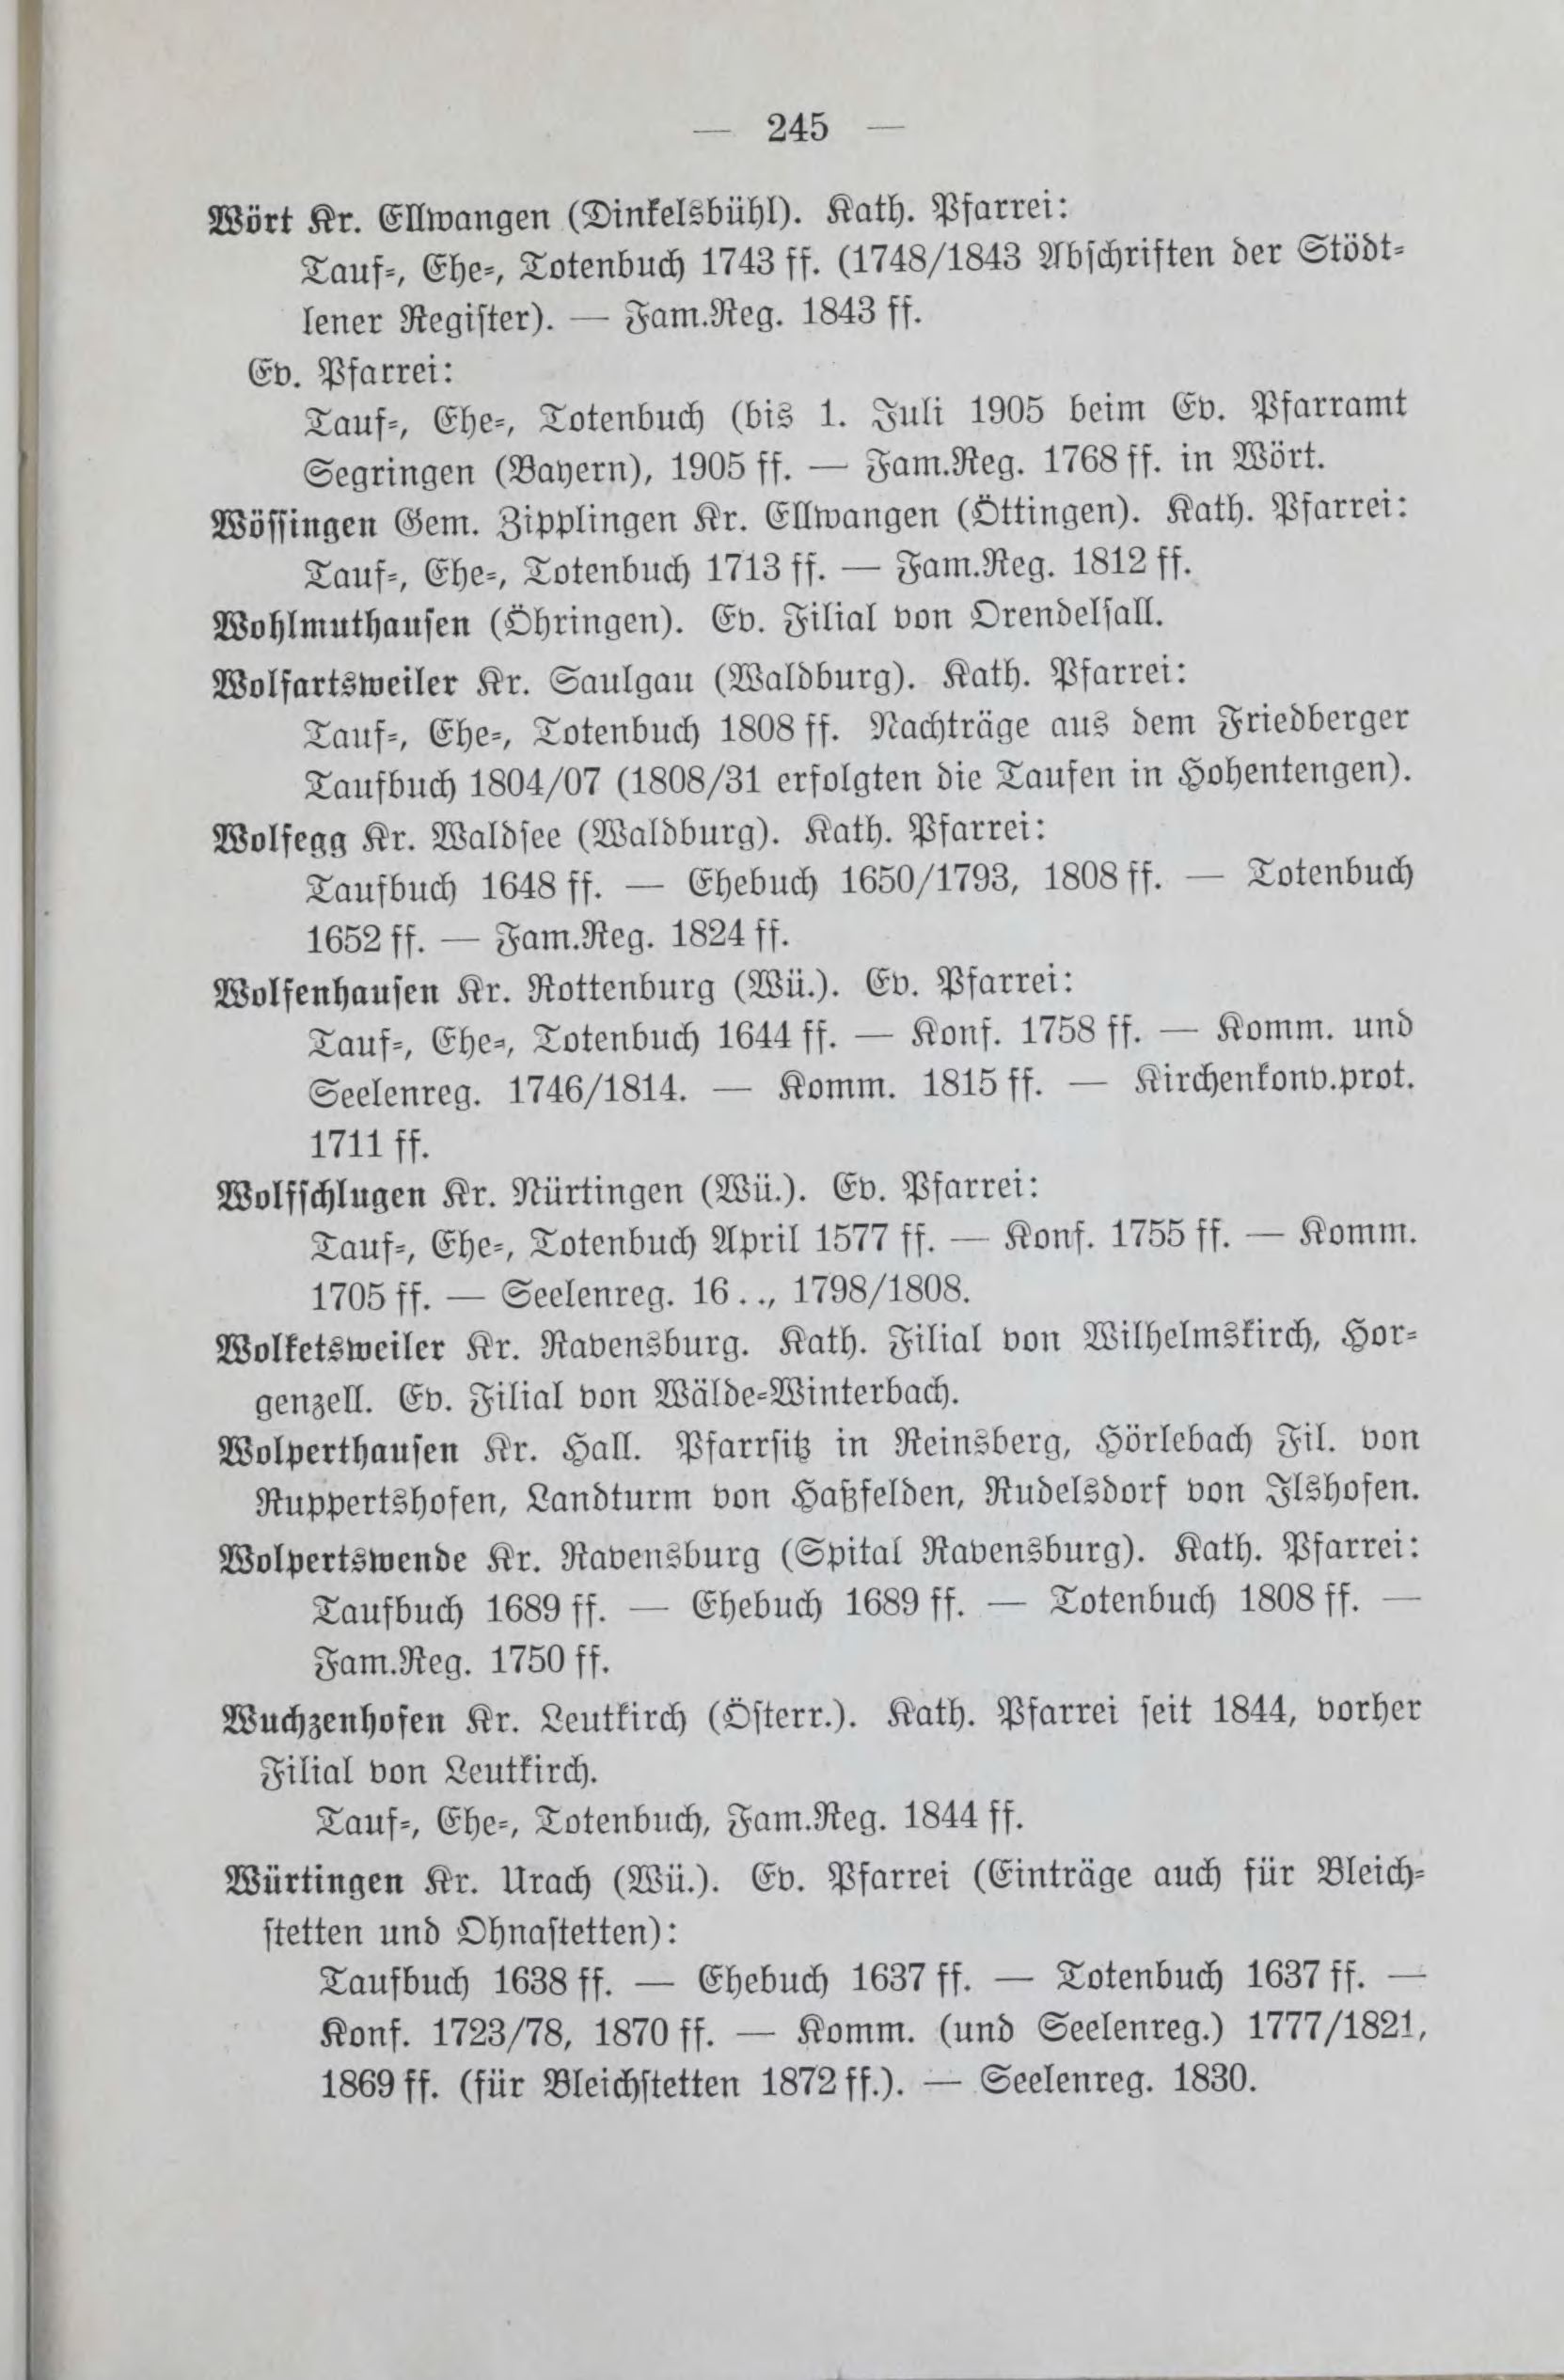 — 245 —
Wört Kr. Ellwangen (Dinkelsbühl). Kath. Pfarrei:
Tauf-, Ehe-, Totenbuch 1743 ff. (1748/1843 Abschriften der Stödt-
lener Register). — Fam.Reg. 1843 ff.
Ev. Pfarrei:
Tauf-, Ehe-, Totenbuch (bis 1. Juli 1905 beim Ev. Pfarramt
Segringen (Bayern), 1905 ff. — Fam.Reg. 1768 ff. in Wört.
Wössingen Gem. Zipplingen Kr. Ellwangen (Öttingen). Kath. Pfarrei:
Tauf-, Ehe-, Totenbuch 1713 ff. — Fam.Reg. 1812 ff.
Wohlmuthausen (Öhringen). Ev. Filial von Orendelsall.
Wolfartsweiler Kr. Saulgau (Waldburg). Kath. Pfarrei:
Tauf-, Ehe-, Totenbuch 1808 ff. Nachträge aus dem Friedberger
Taufbuch 1804/07 (1808/31 erfolgten die Taufen in Hohentengen).
Wolfegg Kr. Waldsee (Waldburg). Kath. Pfarrei:
Taufbuch 1648 ff. — Ehebuch 1650/1793, 1808 ff. — Totenbuch
1652 ff. — Fam.Reg. 1824 ff.
Wolfenhausen Kr. Rottenburg (Wü.). Ev. Pfarrei:
Tauf-, Ehe-, Totenbuch 1644 ff. — Konf. 1758 ff. — Komm. und
Seelenreg. 1746/1814. — Komm. 1815 ff. — Kirchenkonv.prot.
1711 ff.
Wolfschlugen Kr. Nürtingen (Wü.). Ev. Pfarrei:
Tauf-, Ehe-, Totenbuch April 1577 ff. — Konf. 1755 ff. — Komm.
1705 ff. — Seelenreg. 16 . ., 1798/1808.
Wolketsweiler Kr. Ravensburg. Kath. Filial von Wilhelmskirch, Hor-
genzell. Ev. Filial von Wälde-Winterbach.
Wolperthausen Kr. Hall. Pfarrsitz in Reinsberg, Hörlebach Fil. von
Ruppertshofen, Landturm von Haßfelden, Rudelsdorf von Ilshofen.
Wolpertswende Kr. Ravensburg (Spital Ravensburg). Kath. Pfarrei:
Taufbuch 1689 ff. — Ehebuch 1689 ff. — Totenbuch 1808 ff. —
Fam.Reg. 1750 ff.
Wuchzenhofen Kr. Leutkirch (Österr.). Kath. Pfarrei seit 1844, vorher
Filial von Leutkirch.
Tauf-, Ehe-, Totenbuch, Fam.Reg. 1844 ff.
Würtingen Kr. Urach (Wü.). Ev. Pfarrei (Einträge auch für Bleich-
stetten und Ohnastetten):
Taufbuch 1638 ff. — Ehebuch 1637 ff. — Totenbuch 1637 ff. —
Konf. 1723/78, 1870 ff. — Komm. (und Seelenreg.) 1777/1821,
1869 ff. (für Bleichstetten 1872 ff.). — Seelenreg. 1830.